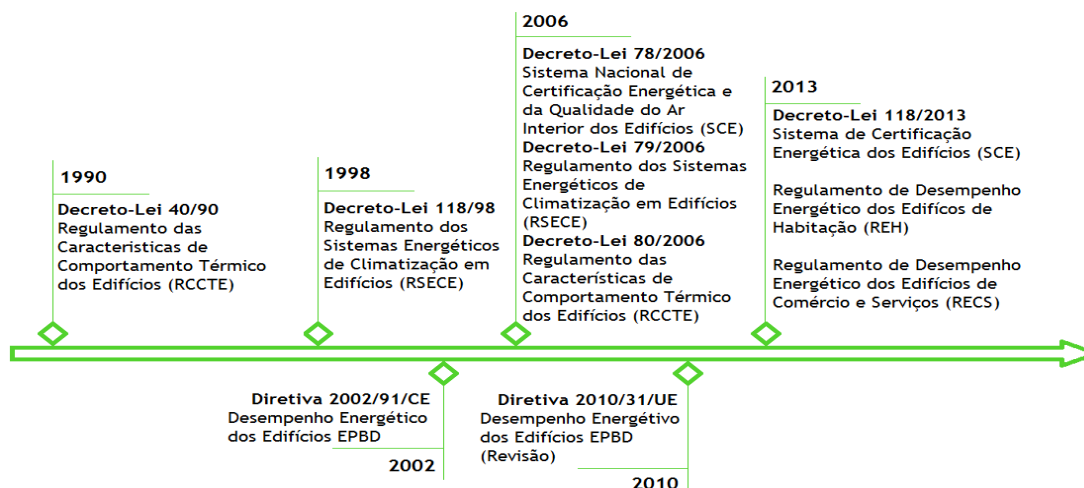 1990
Decreto-Lei 40/90
Regulamento das
Caracteristicas de
Comportamento Térmico
dos Edifícios (RCCTE)
1998
Decreto-Lei 118/98
Regulamento dos
Sistemas Energéticos
de Climatização em
Edifícios (RSECE)
2006
Decreto-Lei 78/2006
Sistema Nacional de
Certificação Energética e
da Qualidade do Ar
Interior dos Edifícios (SCE)
Decreto-Lei 79/2006
Regulamento dos Sistemas
Energéticos de
Climatização em Edifícios
(RSECE)
Decreto-Lei 80/2006
Regulamento das
Características de
Comportamento Térmico
dos Edifícios (RCCTE)
2013
Decreto-Lei 118/2013
Sistema de Certificação
Energética dos Edifícios (SCE)
Regulamento de Desempenho
Energético dos Edifícos de
Habitação (REH)
Regulamento de Desempenho
Energético dos Edifícios de
Comércio e Serviços (RECS)
Diretiva 2002/91/CE
Desempenho Energético
dos Edifícios EPBD
2002
Diretiva 2010/31/UE
Desempenho Energétivo
dos Edifícios EPBD
(Revisão)
2010